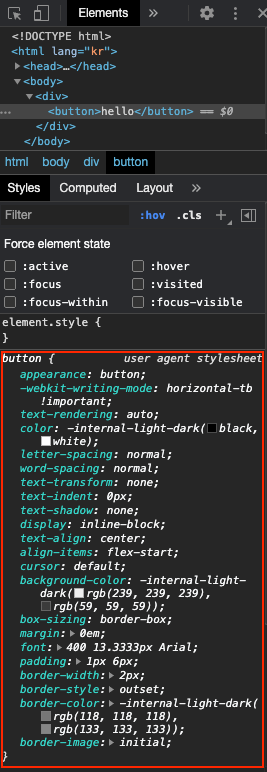 Elements »
<!DOCTYPE html>
<html lang="kr">
▶<head>…</head>
▼<body>
▼<div>
… <button>hello</button> == $0
</div>
</body>
html body div button
Styles Computed Layout »
Filter :hov .cls +
Force element state
:active :hover
:focus :visited
:focus-within :focus-visible
element.style {
}
button { user agent stylesheet
appearance: button;
-webkit-writing-mode: horizontal-tb
!important;
text-rendering: auto;
color: -internal-light-dark(black,
white);
letter-spacing: normal;
word-spacing: normal;
text-transform: none;
text-indent: 0px;
text-shadow: none;
display: inline-block;
text-align: center;
align-items: flex-start;
cursor: default;
background-color: -internal-light-
dark(rgb(239, 239, 239),
rgb(59, 59, 59));
box-sizing: border-box;
margin:▶0em;
font:▶400 13.3333px Arial;
padding:▶1px 6px;
border-width:▶2px;
border-style:▶outset;
border-color:▶-internal-light-dark(
rgb(118, 118, 118),
rgb(133, 133, 133));
border-image:▶initial;
}